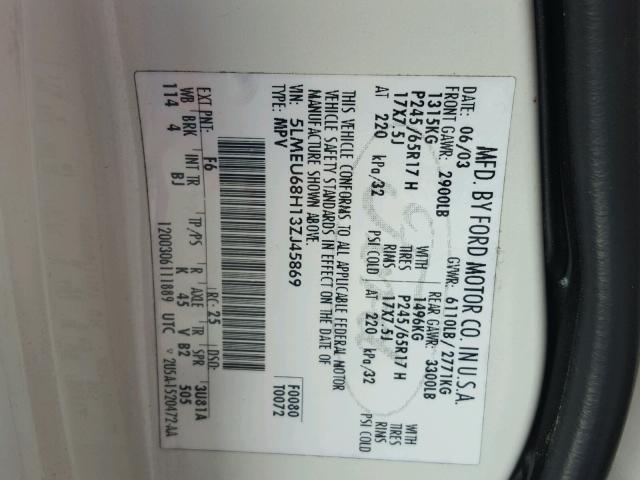 MFD. BY FORD MOTOR CO. IN U.S.A.
DATE: 06/03 GVWR: 6110LB / 2771KG
FRONT GAWR: 2900LB REAR GAWR: 3300LB
1315KG WITH 1496KG WITH
P245/65R17 H TIRES P245/65R17 H TIRES
17X7.5J RIMS 17X7.5J RIMS
AT 220 kPa/32 PSI COLD AT 220 kPa/32 PSI COLD
THIS VEHICLE CONFORMS TO ALL APPLICABLE FEDERAL MOTOR
VEHICLE SAFETY STANDARDS IN EFFECT ON THE DATE OF
MANUFACTURE SHOWN ABOVE.
VIN: 5LMEU68H13ZJ45869 F0080
TYPE: MPV T0072
EXT PNT: F6 RC: 25 DSO:
WB BRK INT TR TP/PS R AXLE TR SPR 3U81A
114 4 BJ K 45 V B2 505
1200306111889 UTC